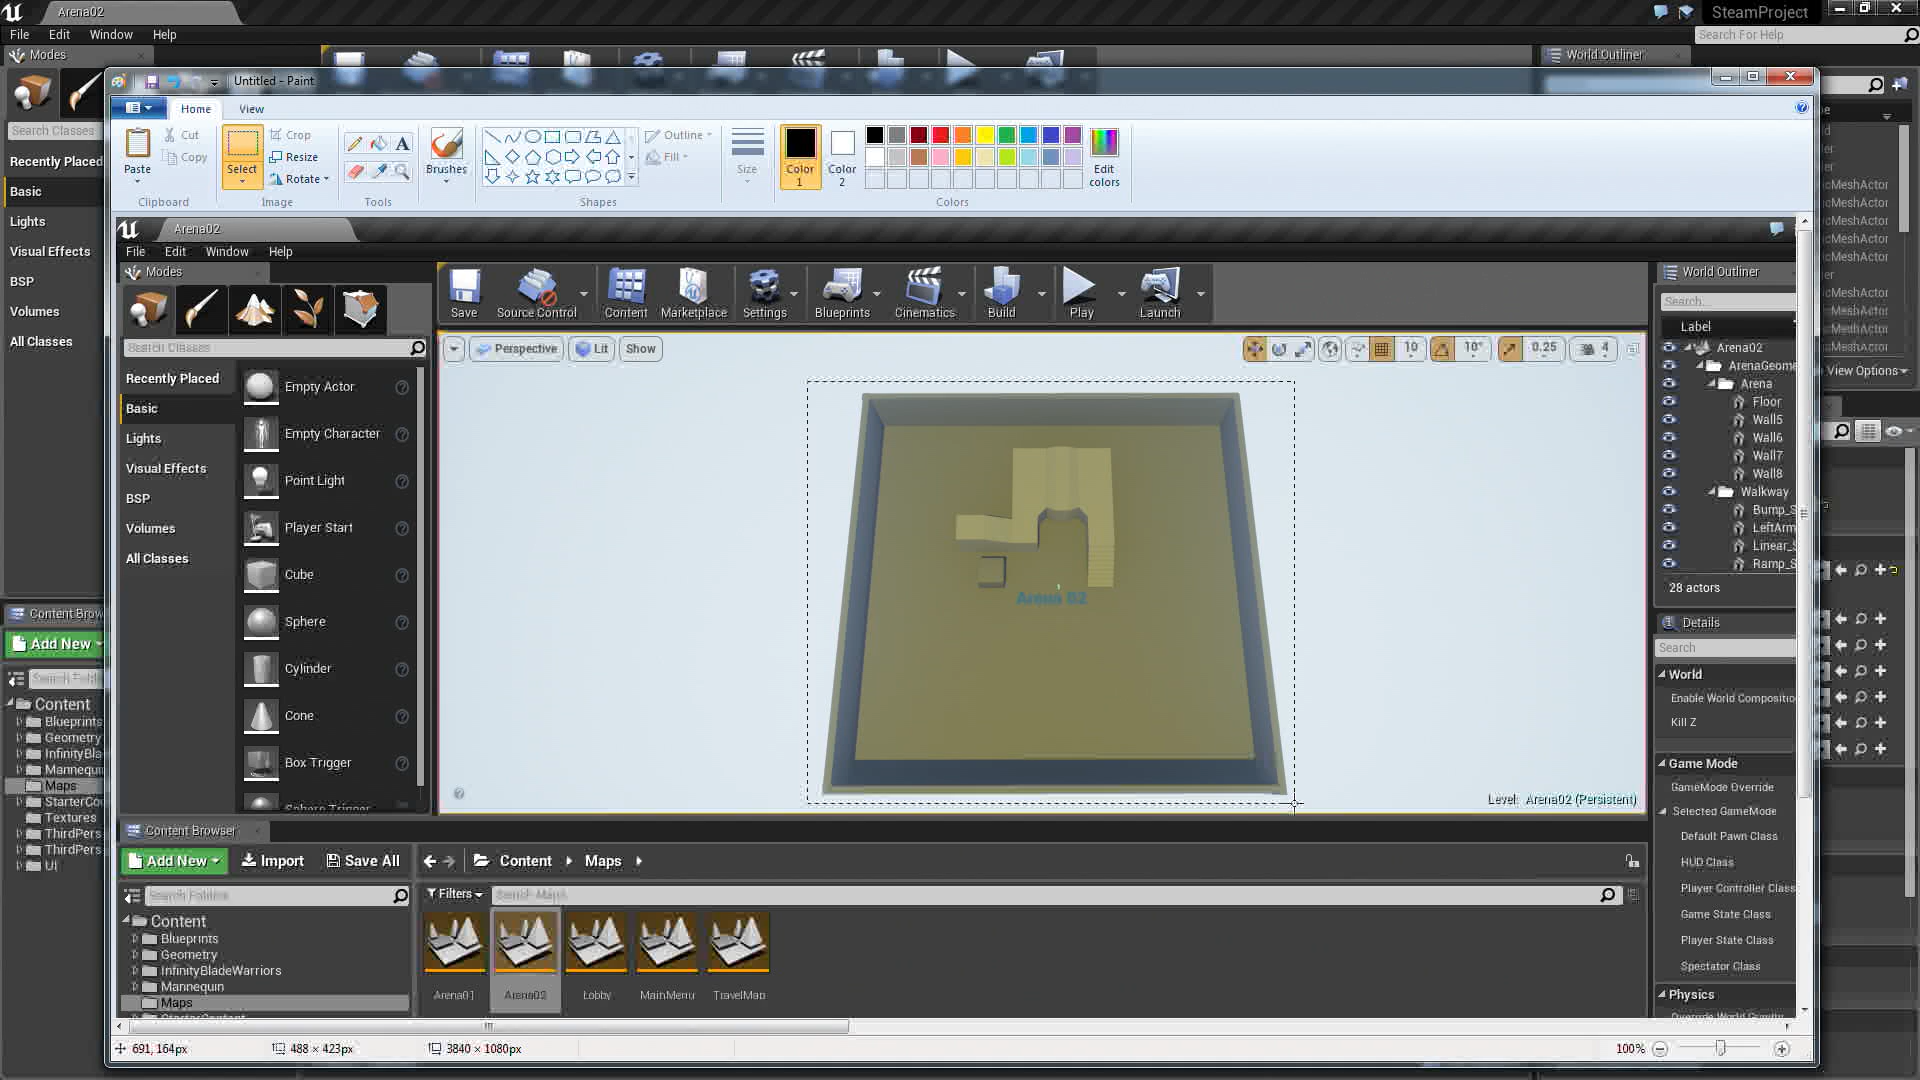 Arena02
SteamProject
File Edit Window Help
Search For Help
Modes
World Outliner
Untitled - Paint
Home View
Search Classes
Cut
Copy
Paste
Crop
Resize
Rotate
Select
Brushes
Outline
Fill
Size
Color 1
Color 2
Edit colors
Clipboard
Image
Tools
Shapes
Colors
Recently Placed
Basic
Lights
Visual Effects
BSP
Volumes
All Classes
cMeshActor
cMeshActor
cMeshActor
cMeshActor
cMeshActor
cMeshActor
cMeshActor
cMeshActor
View Options
Arena02
File Edit Window Help
Modes
Save
Source Control
Content
Marketplace
Settings
Blueprints
Cinematics
Build
Play
Launch
World Outliner
Search...
Label
Arena02
ArenaGeome
Arena
Floor
Wall5
Wall6
Wall7
Wall8
Walkway
Bump_S
LeftArm
Linear_S
Ramp_S
28 actors
Search Classes
Recently Placed
Basic
Lights
Visual Effects
BSP
Volumes
All Classes
Empty Actor
Empty Character
Point Light
Player Start
Cube
Sphere
Cylinder
Cone
Box Trigger
Sphere Trigger
Perspective
Lit
Show
10
10°
0.25
4
Arena 02
Level: Arena02 (Persistent)
Details
Search
World
Enable World Compositio
Kill Z
Game Mode
GameMode Override
Selected GameMode
Default Pawn Class
HUD Class
Player Controller Class
Game State Class
Player State Class
Spectator Class
Physics
Override World Gravity
Content Brow
Add New
Search Fold
Content
Blueprints
Geometry
InfinityBla
Mannequi
Maps
StarterCo
Textures
ThirdPers
ThirdPers
UI
Content Browser
Add New
Import
Save All
Content
Maps
Search Folders
Filters
Search Maps
Content
Blueprints
Geometry
InfinityBladeWarriors
Mannequin
Maps
StarterContent
Arena01
Arena02
Lobby
MainMenu
TravelMap
691, 164px
488 × 423px
3840 × 1080px
100%